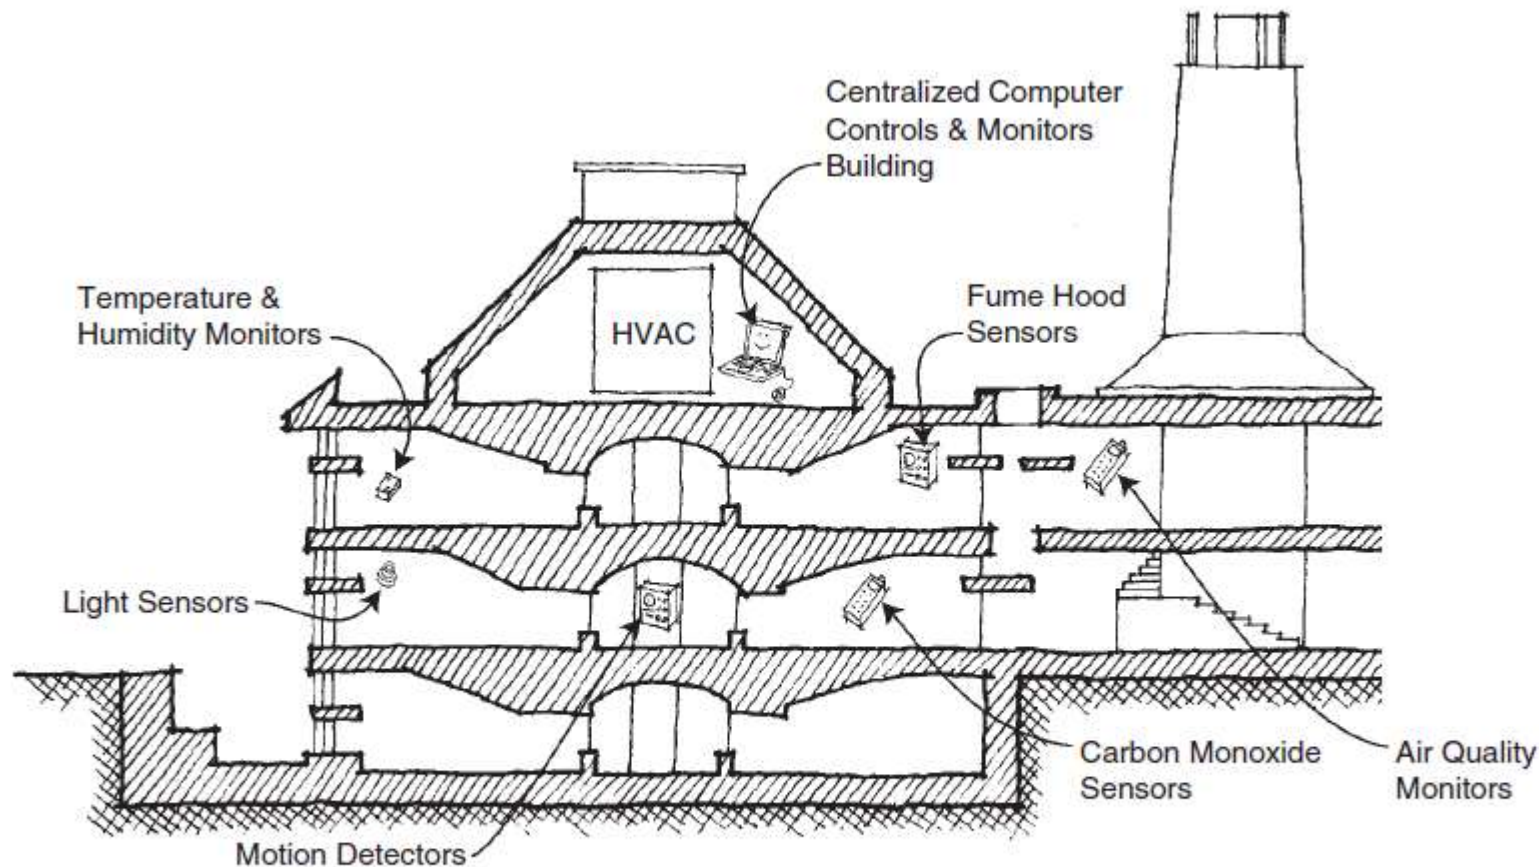 Centralized Computer
Controls & Monitors
Building
Temperature &
Humidity Monitors
HVAC
Fume Hood
Sensors
Light Sensors
Carbon Monoxide
Sensors
Air Quality
Monitors
Motion Detectors